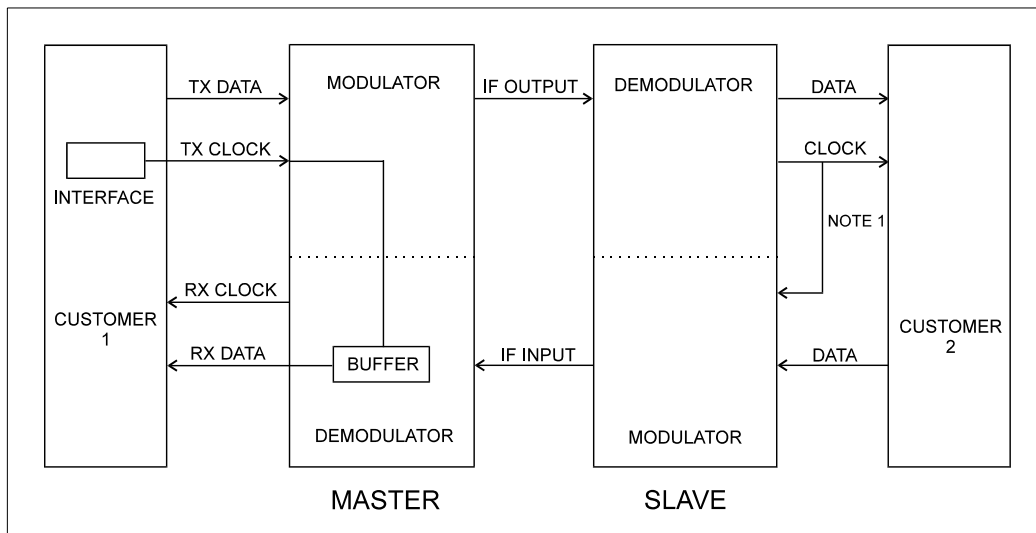 MODULATOR
DEMODULATOR
TX DATA
IF OUTPUT
DATA
TX CLOCK
CLOCK
INTERFACE
NOTE 1
RX CLOCK
CUSTOMER
1
CUSTOMER
2
RX DATA
BUFFER
IF INPUT
DATA
DEMODULATOR
MODULATOR
MASTER
SLAVE